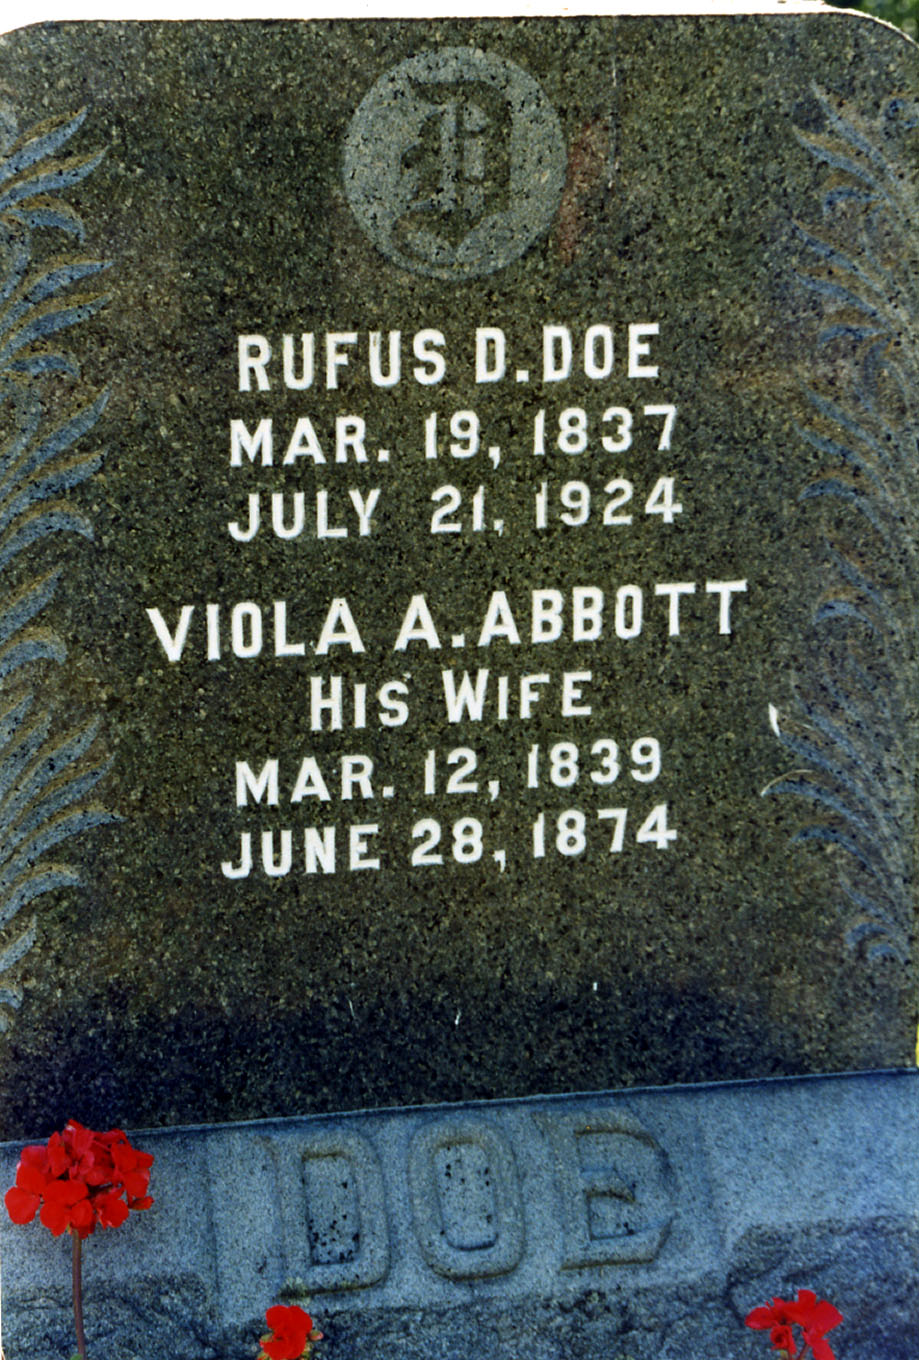 D
RUFUS D. DOE
MAR. 19, 1837
JULY 21, 1924
VIOLA A. ABBOTT
HIS WIFE
MAR. 12, 1839
JUNE 28, 1874
DOE